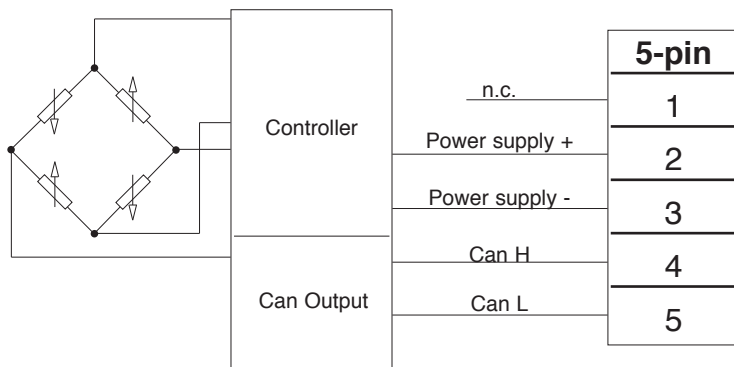 5-pin
n.c.
1
Controller
Power supply +
2
Power supply -
3
Can H
4
Can Output
Can L
5